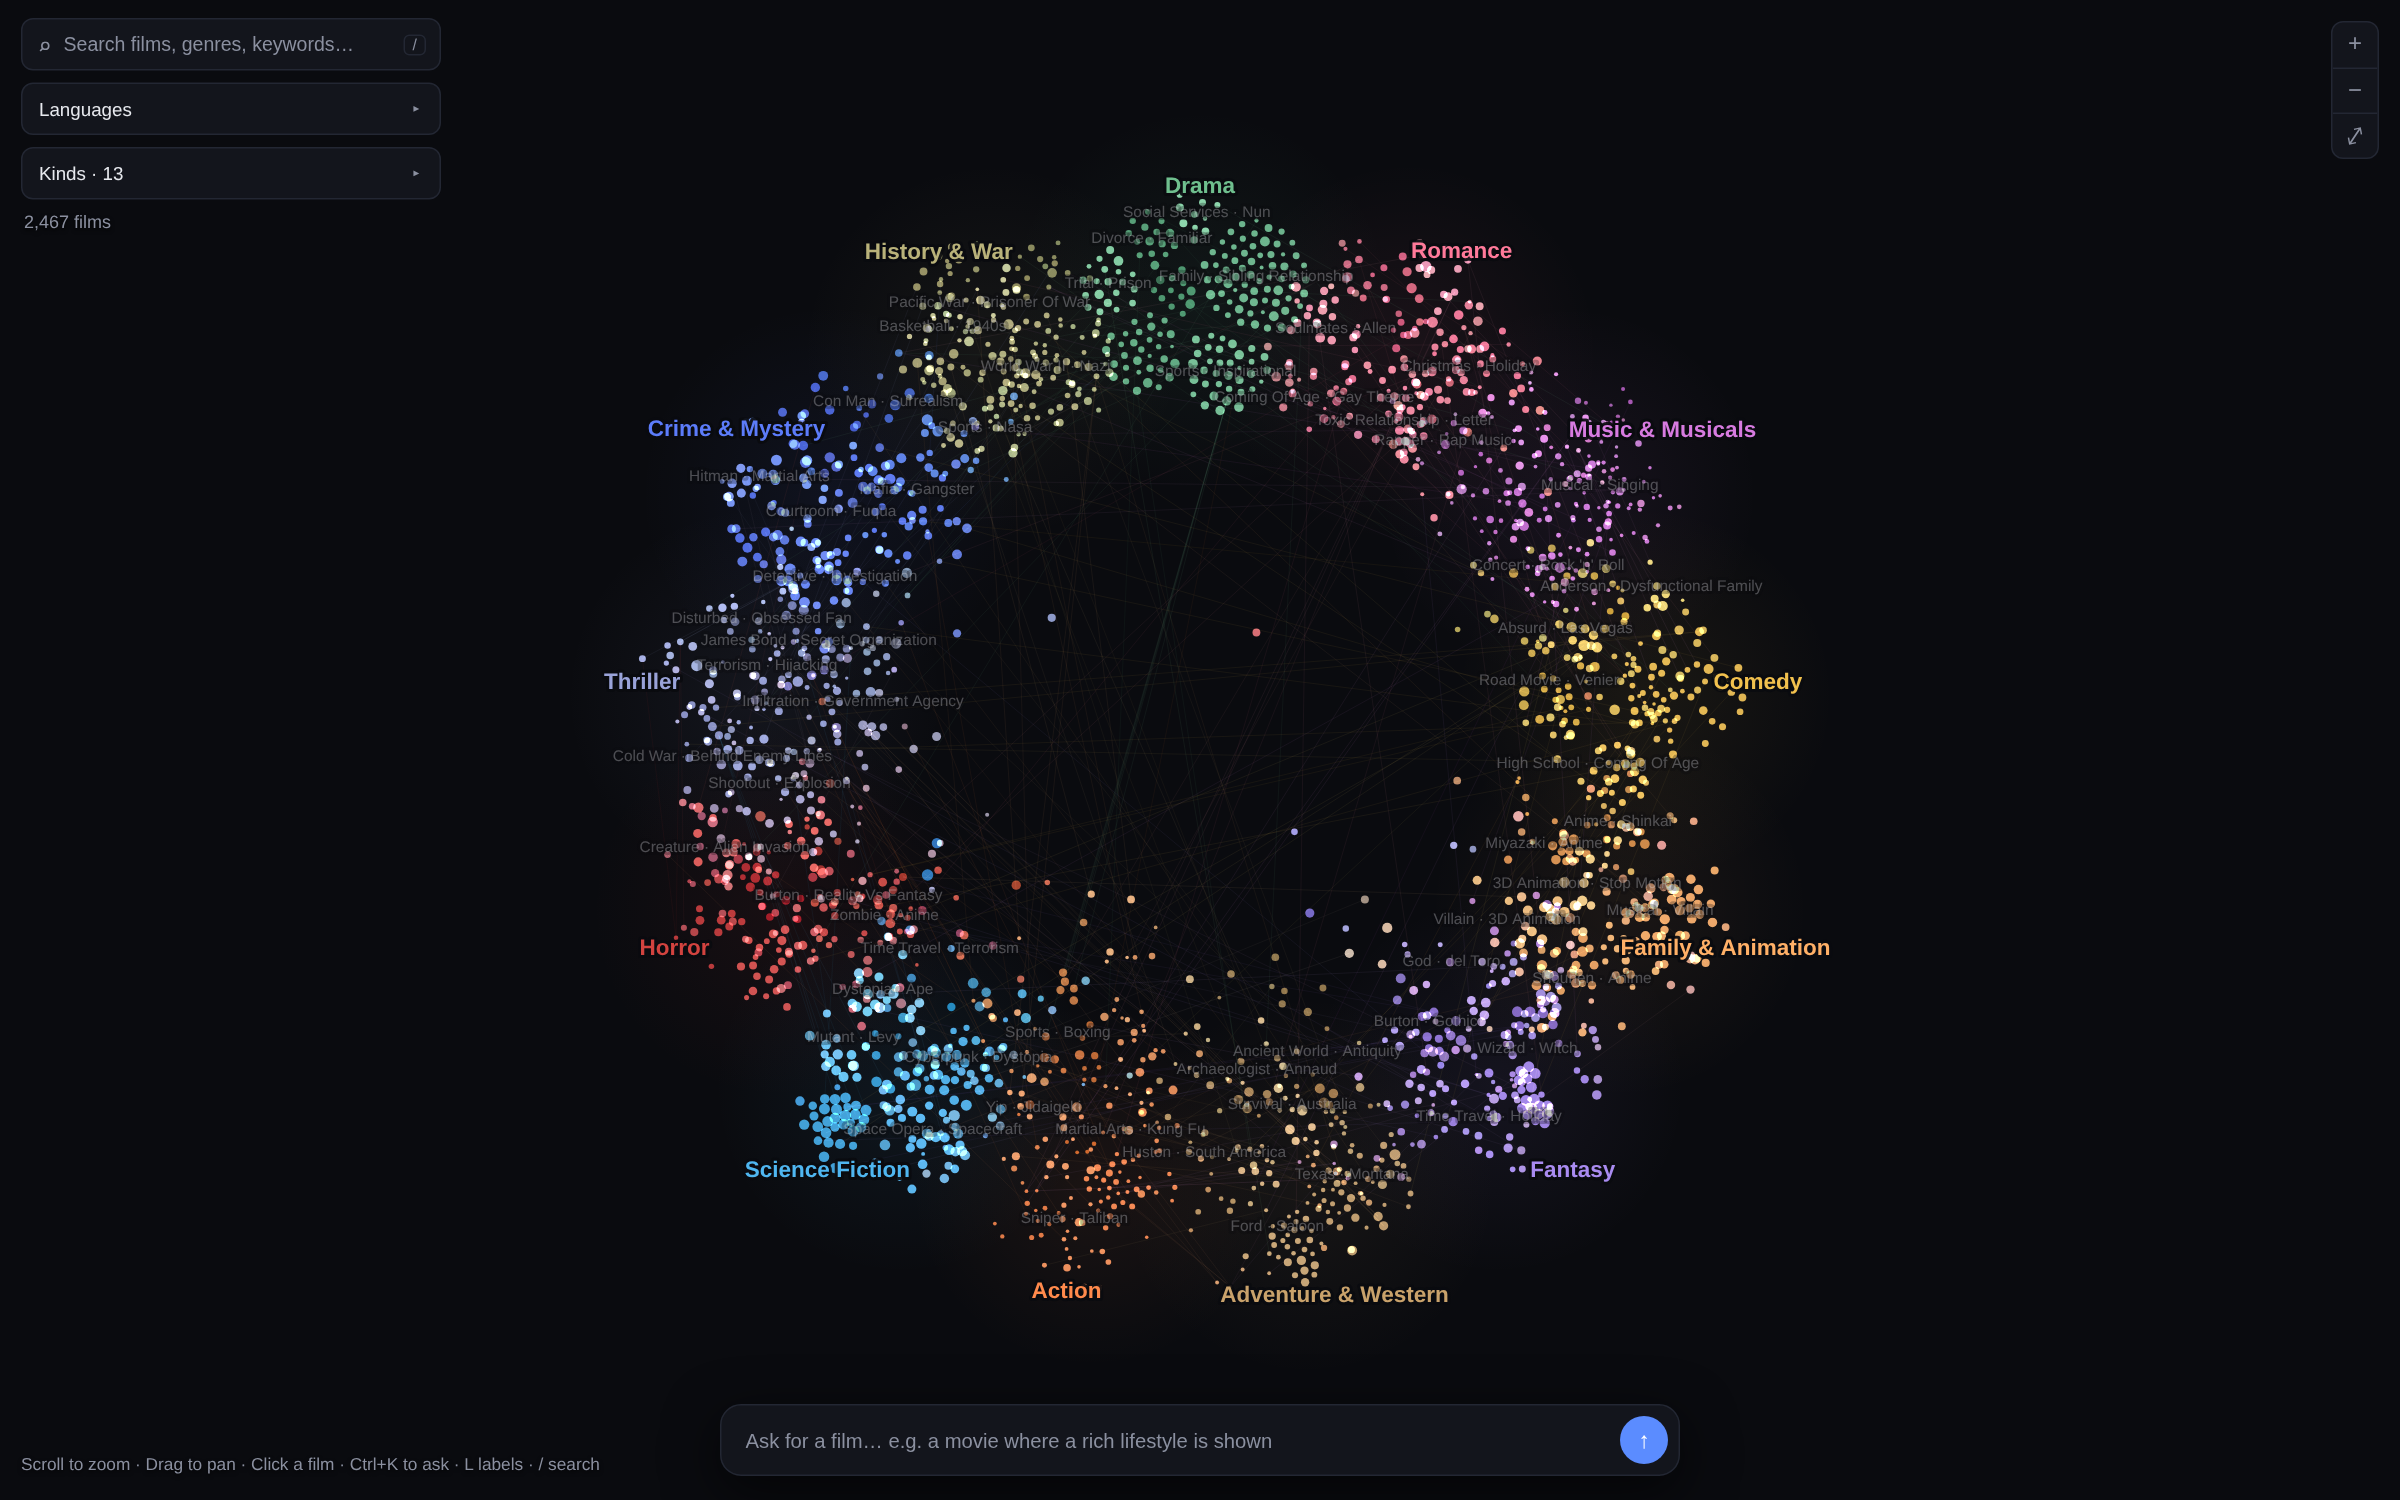 Search films, genres, keywords… /
Languages
Kinds · 13
2,467 films
+
−
Drama
Social Services · Nun
Divorce · Familiar
History & War
Romance
Trial · Prison
Family · Sibling Relationship
Pacific War · Prisoner Of War
Basketball · 1940s
Soulmates · Allen
World War II · Nazi
Sports · Inspirational
Christmas · Holiday
Con Man · Surrealism
Coming Of Age · Gay Theme
Toxic Relationship · Letter
Crime & Mystery
Sports · Nasa
Rapper · Rap Music
Music & Musicals
Hitman · Martial Arts
Mafia · Gangster
Musical · Singing
Courtroom · Fuqua
Concert · Rock 'n' Roll
Detective · Investigation
Anderson · Dysfunctional Family
Disturbed · Obsessed Fan
Absurd · Las Vegas
James Bond · Secret Organization
Terrorism · Hijacking
Thriller
Road Movie · Venier
Comedy
Infiltration · Government Agency
Cold War · Behind Enemy Lines
High School · Coming Of Age
Shootout · Explosion
Anime · Shinkai
Creature · Alien Invasion
Miyazaki · Anime
3D Animation · Stop Motion
Burton · Reality Vs Fantasy
Zombie · Anime
Villain · 3D Animation
Horror
Time Travel · Terrorism
Family & Animation
God · del Toro
Shounen · Anime
Dystopia · Ape
Burton · Gothic
Mutant · Levy
Sports · Boxing
Cyberpunk · Dystopia
Ancient World · Antiquity
Wizard · Witch
Archaeologist · Annaud
Yip · Jidaigeki
Survival · Australia
Time Travel · Holiday
Space Opera · Spacecraft
Martial Arts · Kung Fu
Huston · South America
Science Fiction
Texas · Montana
Fantasy
Sniper · Taliban
Ford · Saloon
Action
Adventure & Western
Ask for a film… e.g. a movie where a rich lifestyle is shown
↑
Scroll to zoom · Drag to pan · Click a film · Ctrl+K to ask · L labels · / search